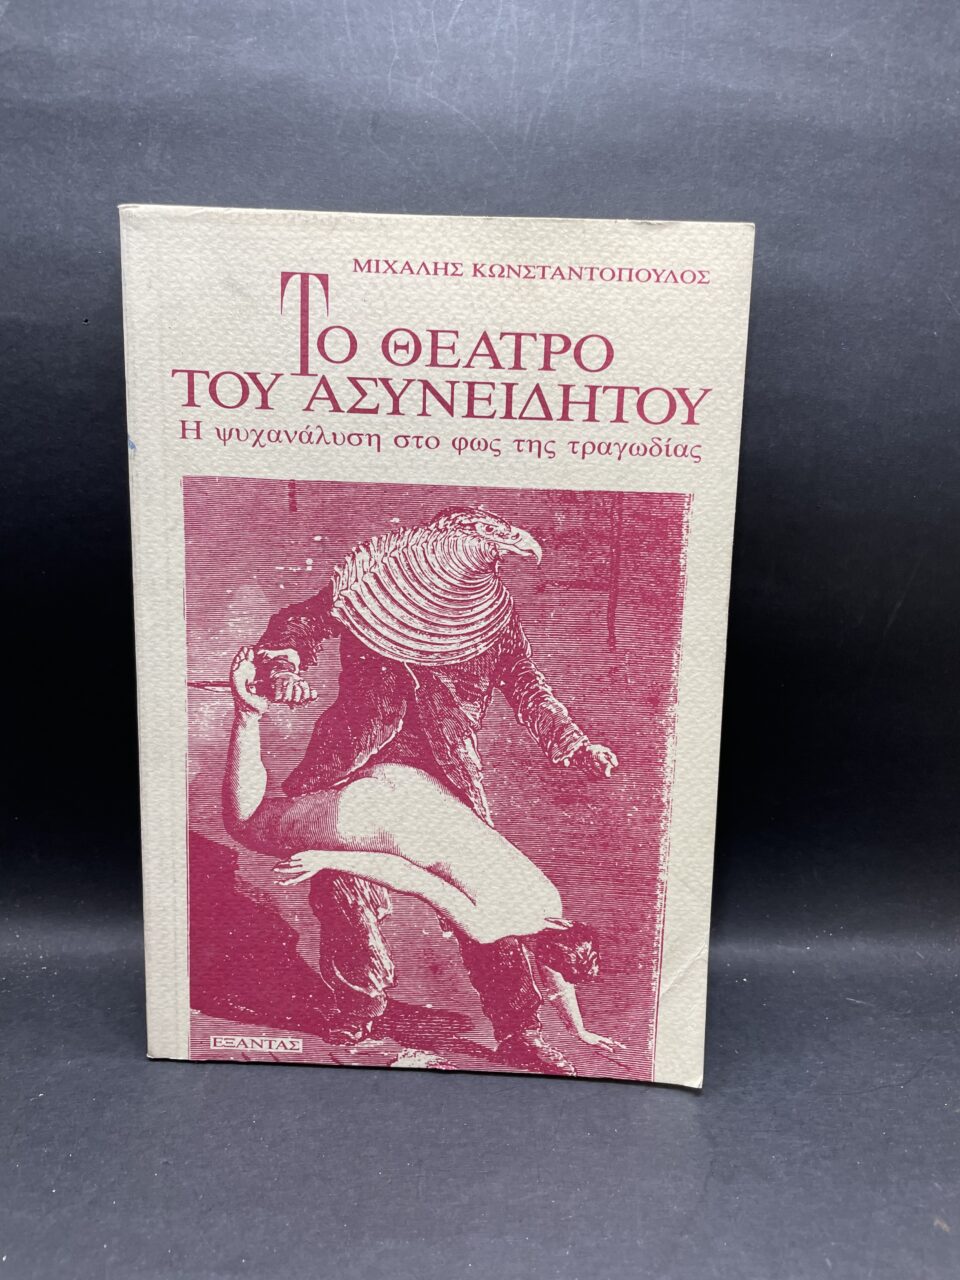 ΜΙΧΑΛΗΣ ΚΩΝΣΤΑΝΤΟΠΟΥΛΟΣ
ΤΟ ΘΕΑΤΡΟ
ΤΟΥ ΑΣΥΝΕΙΔΗΤΟΥ
Η ψυχανάλυση στο φως της τραγωδίας
ΕΞΑΝΤΑΣ